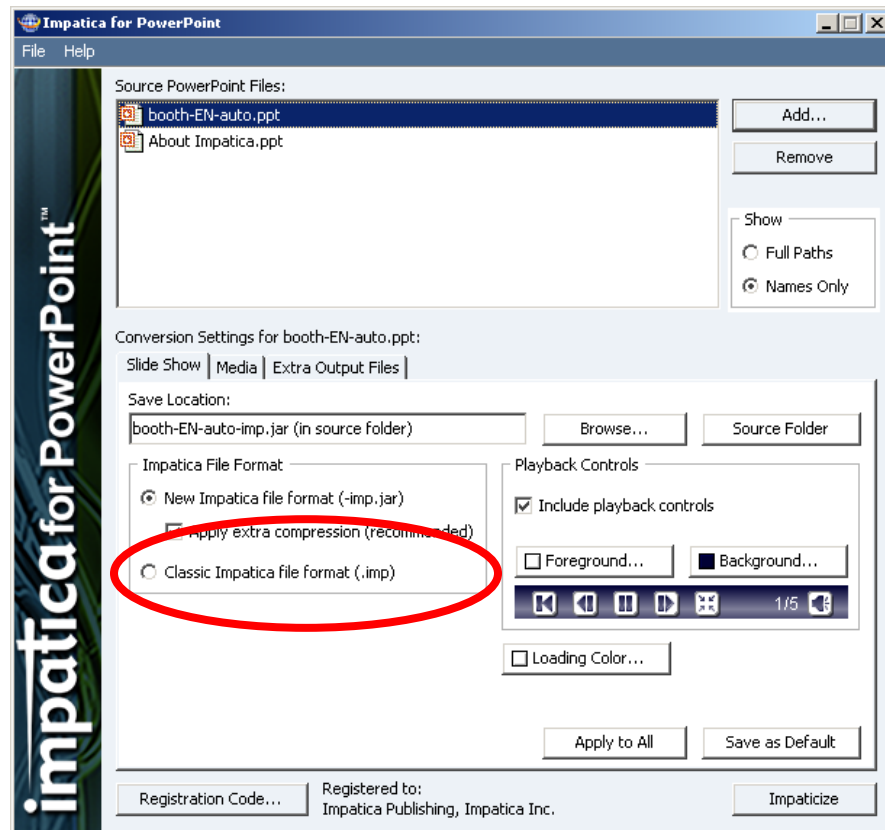 Impatica for PowerPoint
File Help
Source PowerPoint Files:
booth-EN-auto.ppt
About Impatica.ppt
Add...
Remove
Show
Full Paths
Names Only
impatica for PowerPoint™
Conversion Settings for booth-EN-auto.ppt:
Slide Show Media Extra Output Files
Save Location:
booth-EN-auto-imp.jar (in source folder)
Browse...
Source Folder
Impatica File Format
New Impatica file format (-imp.jar)
Apply extra compression (recommended)
Classic Impatica file format (.imp)
Playback Controls
Include playback controls
Foreground...
Background...
1/5
Loading Color...
Apply to All
Save as Default
Registration Code...
Registered to:
Impatica Publishing, Impatica Inc.
Impaticize